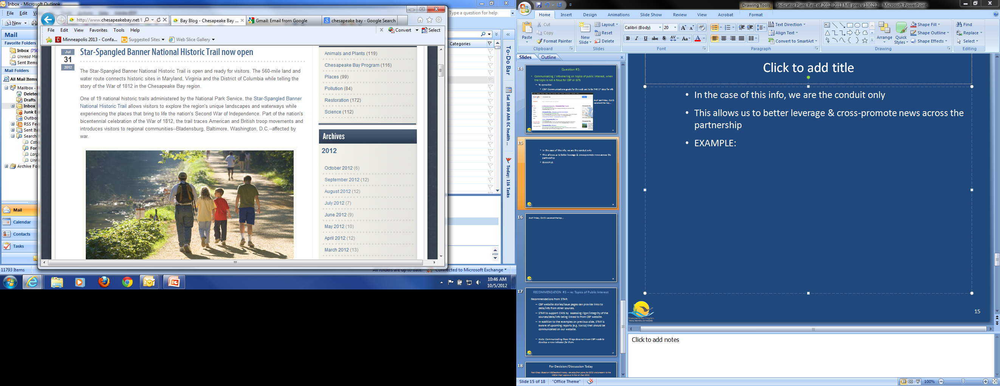 Inbox - Microsoft Outlook
File Edit
Type a question for help
New
Mail
Favorite Folders
Inbox (750
Unread Ma
Sent Items
Mail Folders
All Mail Items
Mailbox -
Deleted
Drafts
Inbox
Junk E-
Outbox
RSS Fee
Sent Ite
Search
Cate
For
Larg
Unr
Archive Fo
Mail
Calendar
Contacts
Tasks
11793 Items
All folders are up to date.
Connected to Microsoft Exchange
Categories
To-Do Bar
Sat 10:00 AM: EC health ...
Today: 116 Tasks
http://www.chesapeakebay.net/
Bay Blog - Chesapeake Bay ...
Gmail: Email from Google
chesapeake bay - Google Search
File Edit View Favorites Tools Help
Convert Select
Minneapolis 2013 - Confa...
Suggested Sites
Web Slice Gallery
Jul
31
2012
Star-Spangled Banner National Historic Trail now open
The Star-Spangled Banner National Historic Trail is open and ready for visitors. The 560-mile land and
water route connects historic sites in Maryland, Virginia and the District of Columbia while telling the
story of the War of 1812 in the Chesapeake Bay region.
One of 19 national historic trails administered by the National Park Service, the Star-Spangled Banner
National Historic Trail allows visitors to explore the region's unique landscapes and waterways while
experiencing the places that bring to life the nation's Second War of Independence. Part of the nation's
bicentennial celebration of the War of 1812, the trail traces American and British troop movements and
introduces visitors to regional communities--Bladensburg, Baltimore, Washington, D.C.--affected by
war.
Animals and Plants (119)
Chesapeake Bay Program (116)
Places (99)
Pollution (84)
Restoration (172)
Science (112)
Archives
2012
October 2012 (6)
September 2012 (12)
August 2012 (12)
July 2012 (7)
June 2012 (9)
May 2012 (10)
April 2012 (12)
March 2012 (13)
10:46 AM
10/5/2012
Drawing Tools
Indicator Plans Rest of 2012 2013 MB pres v 100212 - Microsoft PowerPoint
Home Insert Design Animations Slide Show Review View Acrobat Format
Paste
Cut
Copy
Format Painter
Clipboard
New
Slide
Layout
Reset
Delete
Slides
Calibri (Body) 20
B I U abc S AV Aa A
Font
Text Direction
Align Text
Convert to SmartArt
Paragraph
Arrange
Quick
Styles
Shape Fill
Shape Outline
Shape Effects
Drawing
Find
Replace
Select
Editing
Slides Outline
14
Question #3:
• Communicating / Info-sharing on topics of public interest, when
the topic is not a focus for CBP or GITs
– To consider:
• CBP Communications goals for the web are to be THE 1st stop for info
As of last Friday, Oct 5:
we are at the top...
15
• In the case of this info, we are the conduit only
• This allows us to better leverage & cross-promote news across the
partnership
• EXAMPLE:
16
As of Friday, Oct 5: we are at the top...
17
RECOMMENDATION #3 – re: Topics of Public Interest
Recommendations from STAR:
– CBP website stories/issue pages can provide links to
data/info from other sources.
– STAR to support CWG by assessing rigor/integrity of the
sources/data/info being linked to from CBP website.
– In addition to the examples on previous slide, STAR is
aware of upcoming reports (e.g. toxics) that should be
communicated on our website.
– Note: Communicating these things does not mean CBP needs to
develop a new indicator for them.
17
18
For Decision/Discussion Today
Next Step: Based on MB feedback today, develop final plans for 2013 and present to the
MB for their approval in Nov or Dec 2012.
Click to add title
• In the case of this info, we are the conduit only
• This allows us to better leverage & cross-promote news across the
partnership
• EXAMPLE:
Chesapeake Bay Program
15
Click to add notes
Slide 15 of 18 "Office Theme"
100%